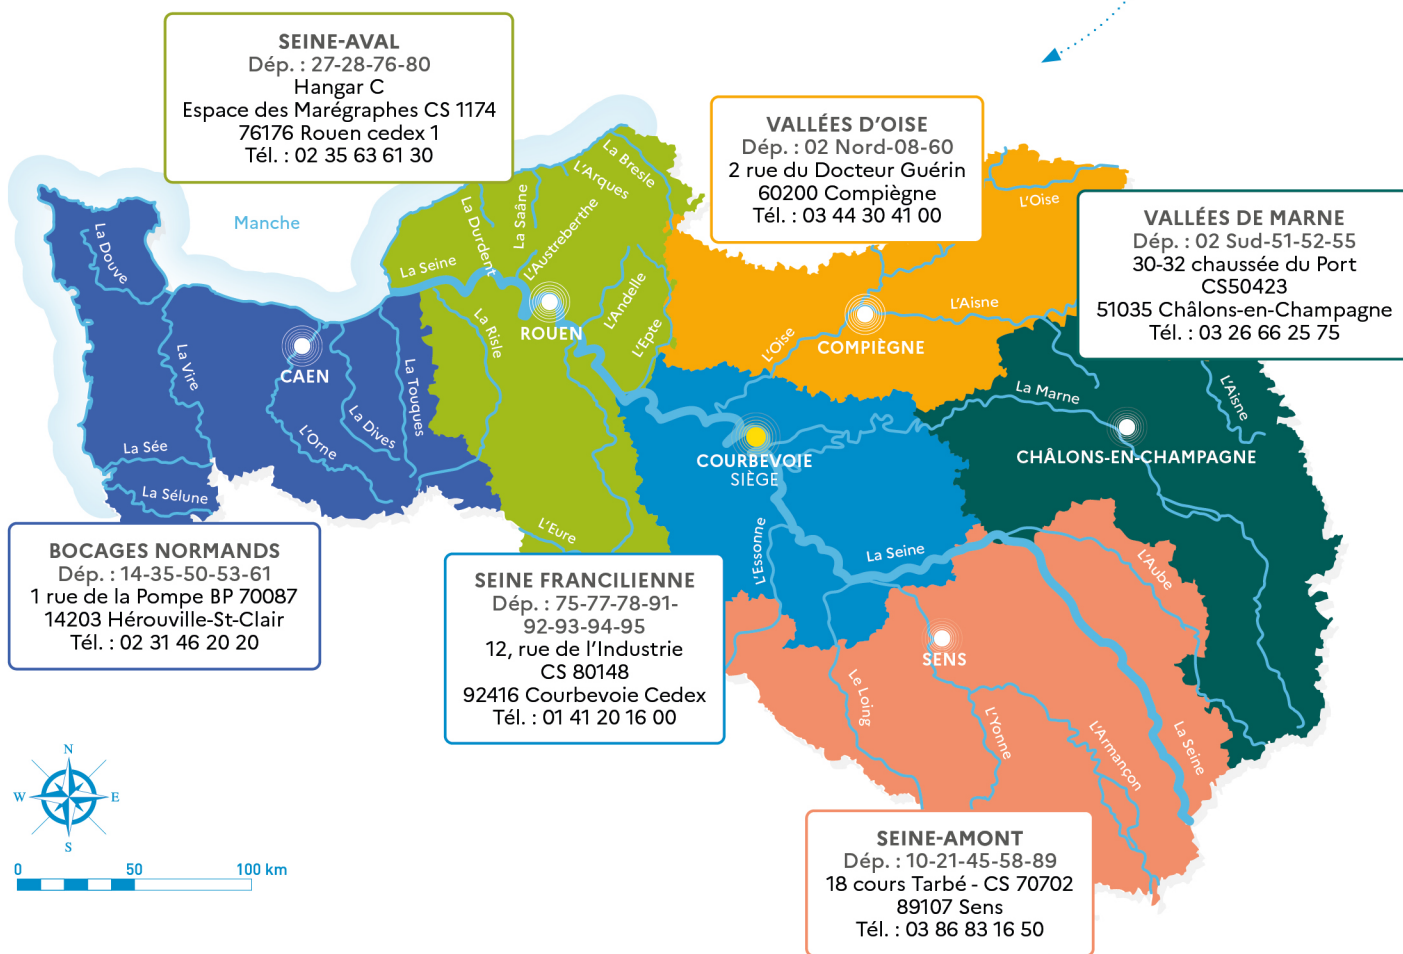 SEINE-AVAL
Dép. : 27-28-76-80
Hangar C
Espace des Marégraphes CS 1174
76176 Rouen cedex 1
Tél. : 02 35 63 61 30
VALLÉES D'OISE
Dép. : 02 Nord-08-60
2 rue du Docteur Guérin
60200 Compiègne
Tél. : 03 44 30 41 00
VALLÉES DE MARNE
Dép. : 02 Sud-51-52-55
30-32 chaussée du Port
CS50423
51035 Châlons-en-Champagne
Tél. : 03 26 66 25 75
Manche
La Douve
La Vire
CAEN
La Sée
La Sélune
L'Orne
La Dives
La Touques
La Seine
La Durdent
La Saâne
L'Austreberthe
L'Arques
La Bresle
La Risle
ROUEN
L'Andelle
L'Epte
L'Eure
L'Oise
L'Oise
L'Aisne
COMPIÈGNE
La Marne
L'Aisne
CHÂLONS-EN-CHAMPAGNE
COURBEVOIE
SIÈGE
L'Essonne
La Seine
L'Aube
SENS
Le Loing
L'Yonne
L'Armançon
La Seine
BOCAGES NORMANDS
Dép. : 14-35-50-53-61
1 rue de la Pompe BP 70087
14203 Hérouville-St-Clair
Tél. : 02 31 46 20 20
SEINE FRANCILIENNE
Dép. : 75-77-78-91-
92-93-94-95
12, rue de l'Industrie
CS 80148
92416 Courbevoie Cedex
Tél. : 01 41 20 16 00
SEINE-AMONT
Dép. : 10-21-45-58-89
18 cours Tarbé - CS 70702
89107 Sens
Tél. : 03 86 83 16 50
N
W E
S
0 50 100 km